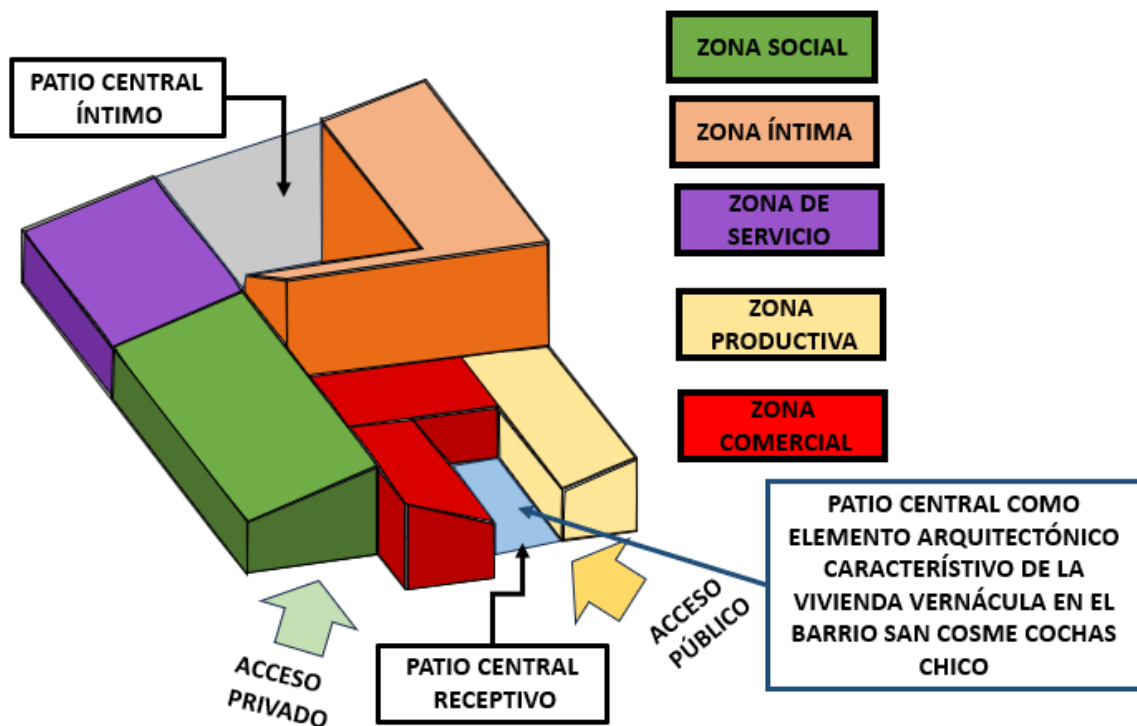 PATIO CENTRAL
ÍNTIMO
ZONA SOCIAL
ZONA ÍNTIMA
ZONA DE
SERVICIO
ZONA
PRODUCTIVA
ZONA
COMERCIAL
PATIO CENTRAL COMO
ELEMENTO ARQUITECTÓNICO
CARACTERÍSTIVO DE LA
VIVIENDA VERNÁCULA EN EL
BARRIO SAN COSME COCHAS
CHICO
ACCESO
PÚBLICO
PATIO CENTRAL
RECEPTIVO
ACCESO
PRIVADO